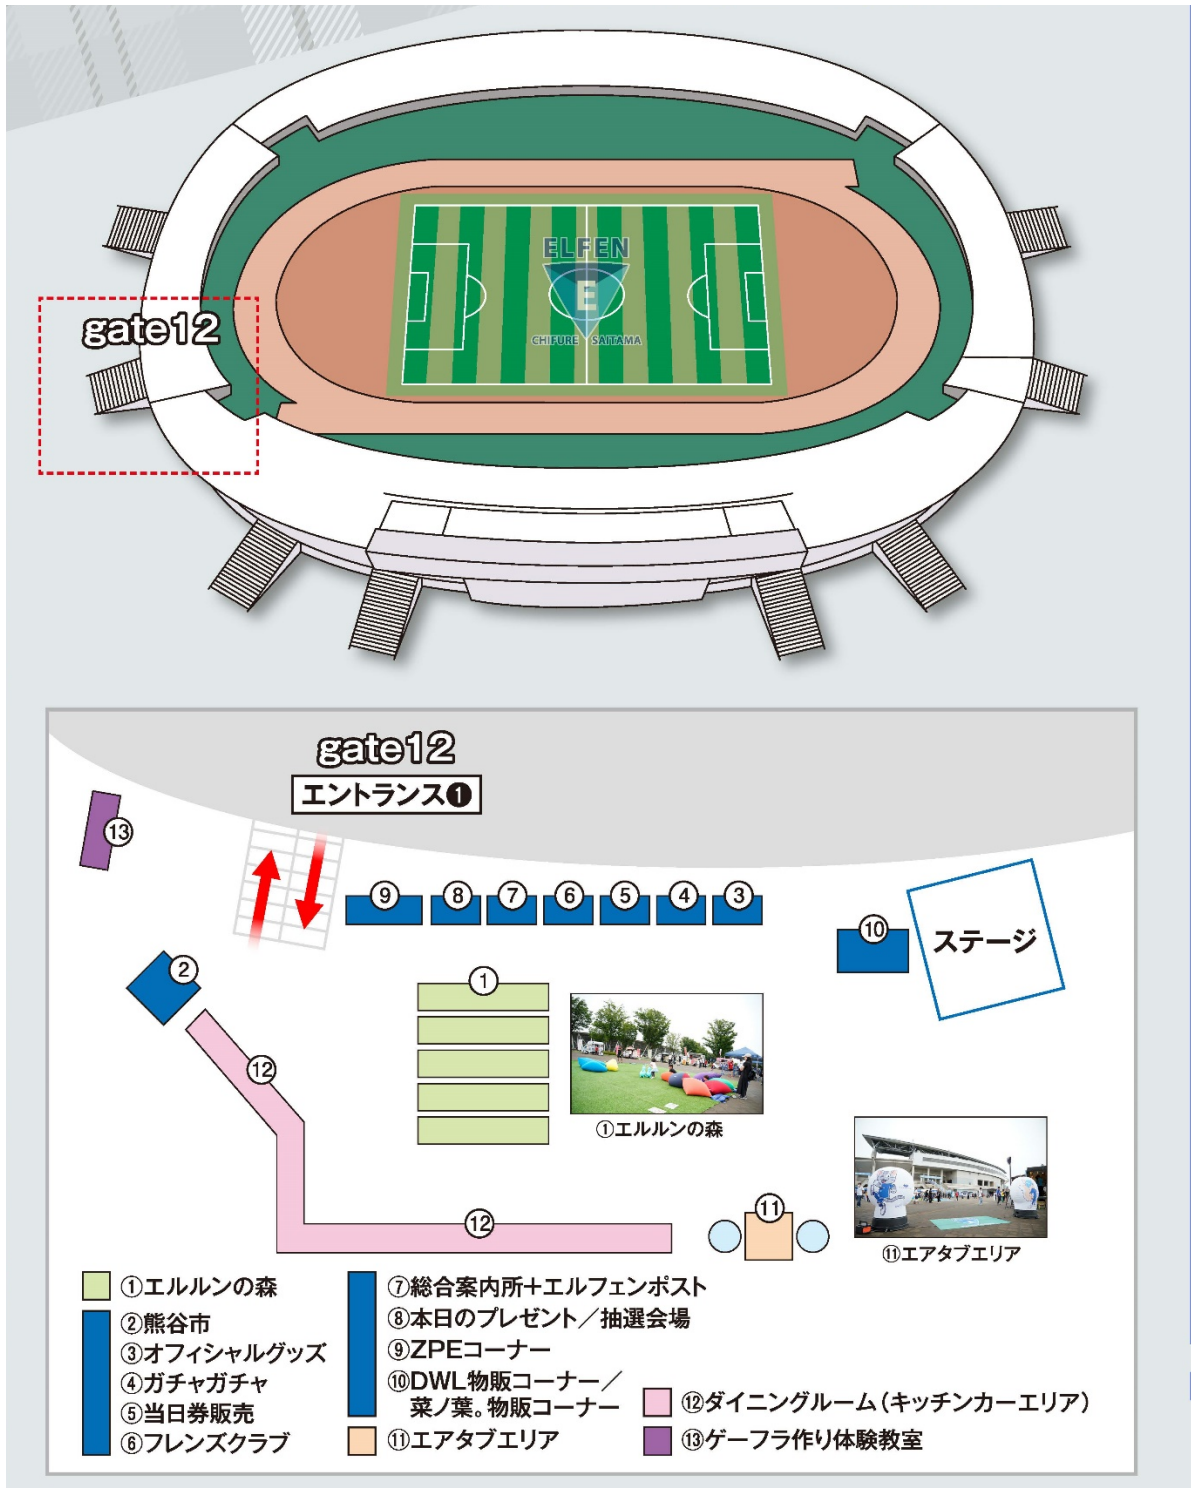 ELFEN
E
CHIFURE SAITAMA
gate12
gate12
エントランス❶
⑬
⑨
⑧
⑦
⑥
⑤
④
③
⑩
ステージ
②
①
⑫
①エルルンの森
⑪
⑫
⑪エアタブエリア
①エルルンの森
②熊谷市
③オフィシャルグッズ
④ガチャガチャ
⑤当日券販売
⑥フレンズクラブ
⑦総合案内所+エルフェンポスト
⑧本日のプレゼント/抽選会場
⑨ZPEコーナー
⑩DWL物販コーナー/
菜ノ葉。物販コーナー
⑪エアタブエリア
⑫ダイニングルーム(キッチンカーエリア)
⑬ゲーフラ作り体験教室